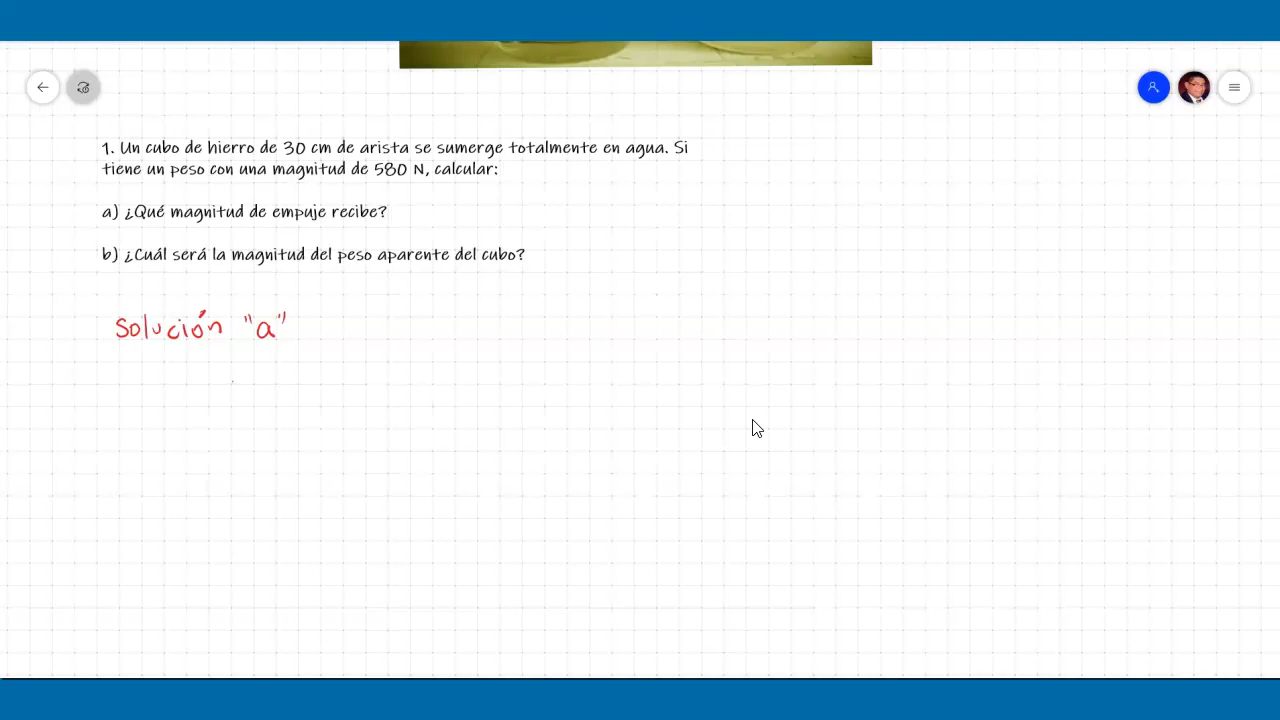 1. Un cubo de hierro de 30 cm de arista se sumerge totalmente en agua. Si
tiene un peso con una magnitud de 580 N, calcular:
a) ¿Qué magnitud de empuje recibe?
b) ¿Cuál será la magnitud del peso aparente del cubo?
Solución "a"